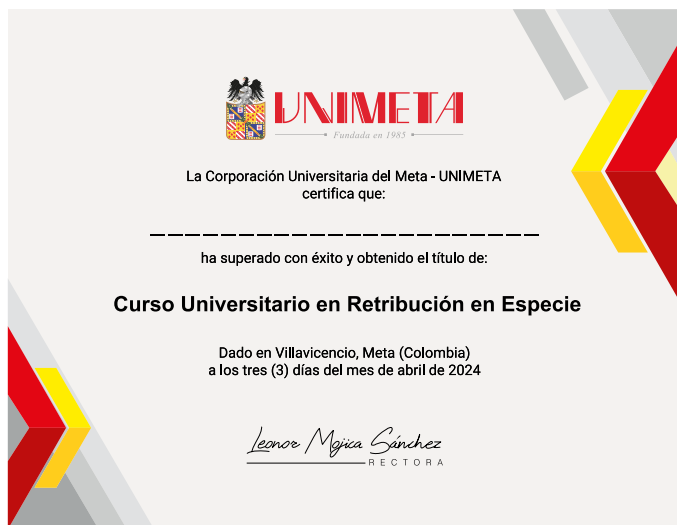 UNIMETA
Fundada en 1985
La Corporación Universitaria del Meta - UNIMETA
certifica que:
ha superado con éxito y obtenido el título de:
Curso Universitario en Retribución en Especie
Dado en Villavicencio, Meta (Colombia)
a los tres (3) días del mes de abril de 2024
Leonor Mojica Sánchez
RECTORA